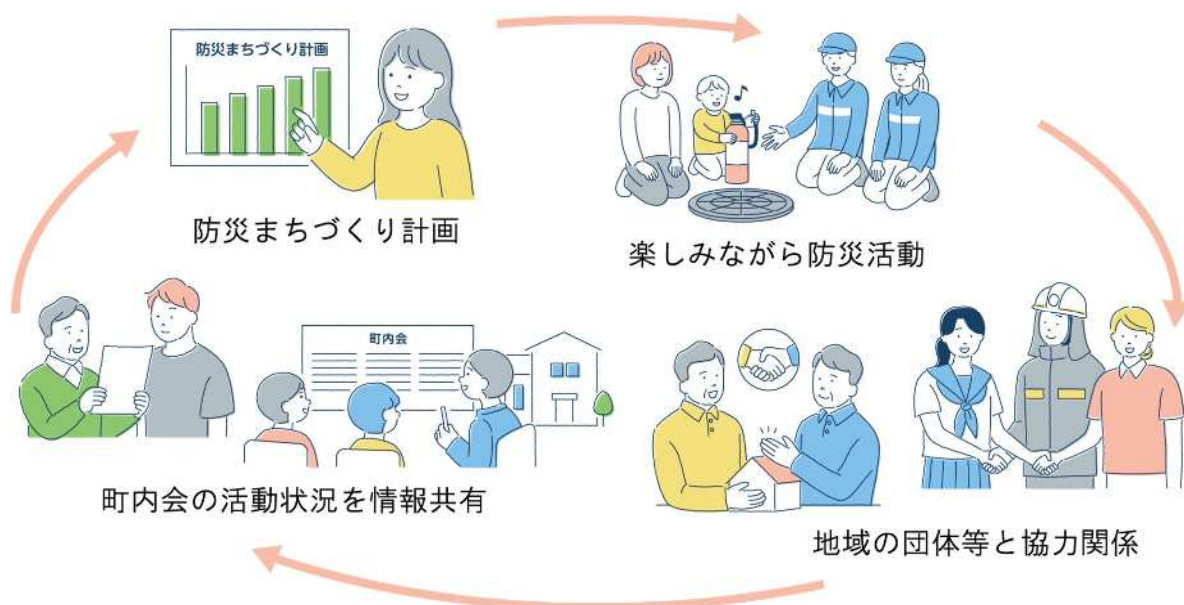 防災まちづくり計画
防災まちづくり計画
楽しみながら防災活動
町内会
町内会の活動状況を情報共有
地域の団体等と協力関係